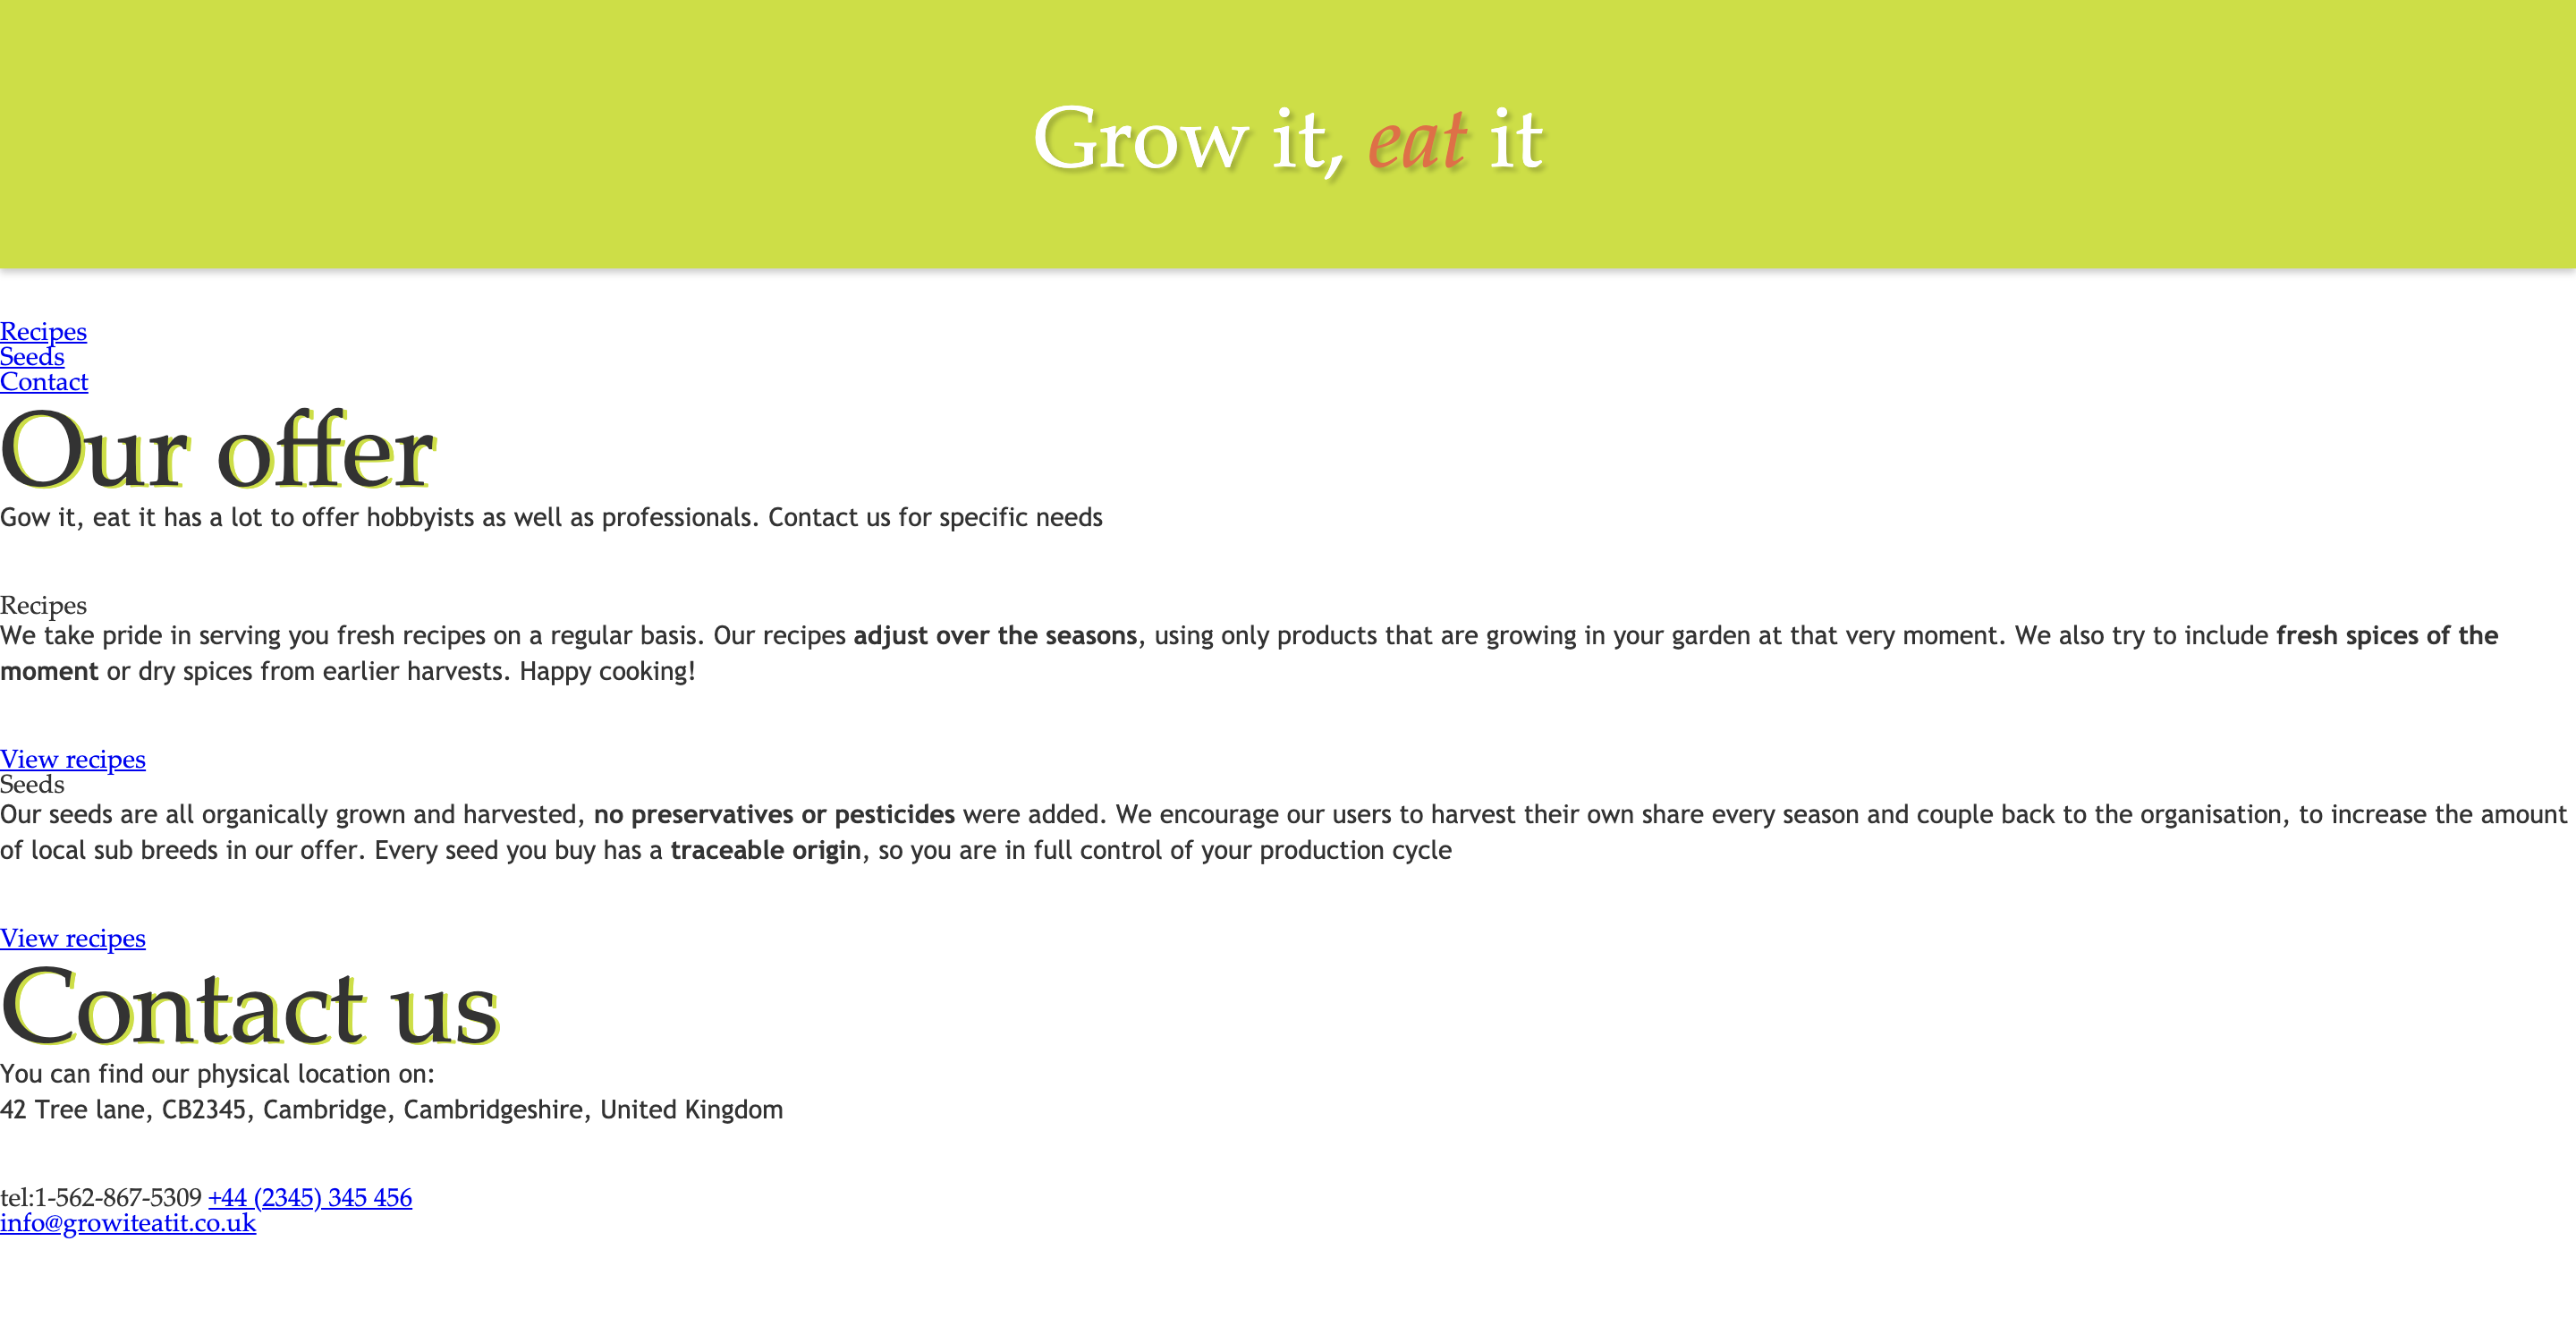 Grow it, eat it
Recipes
Seeds
Contact
Our offer
Gow it, eat it has a lot to offer hobbyists as well as professionals. Contact us for specific needs
Recipes
We take pride in serving you fresh recipes on a regular basis. Our recipes adjust over the seasons, using only products that are growing in your garden at that very moment. We also try to include fresh spices of the
moment or dry spices from earlier harvests. Happy cooking!
View recipes
Seeds
Our seeds are all organically grown and harvested, no preservatives or pesticides were added. We encourage our users to harvest their own share every season and couple back to the organisation, to increase the amount
of local sub breeds in our offer. Every seed you buy has a traceable origin, so you are in full control of your production cycle
View recipes
Contact us
You can find our physical location on:
42 Tree lane, CB2345, Cambridge, Cambridgeshire, United Kingdom
tel:1-562-867-5309 +44 (2345) 345 456
info@growiteatit.co.uk